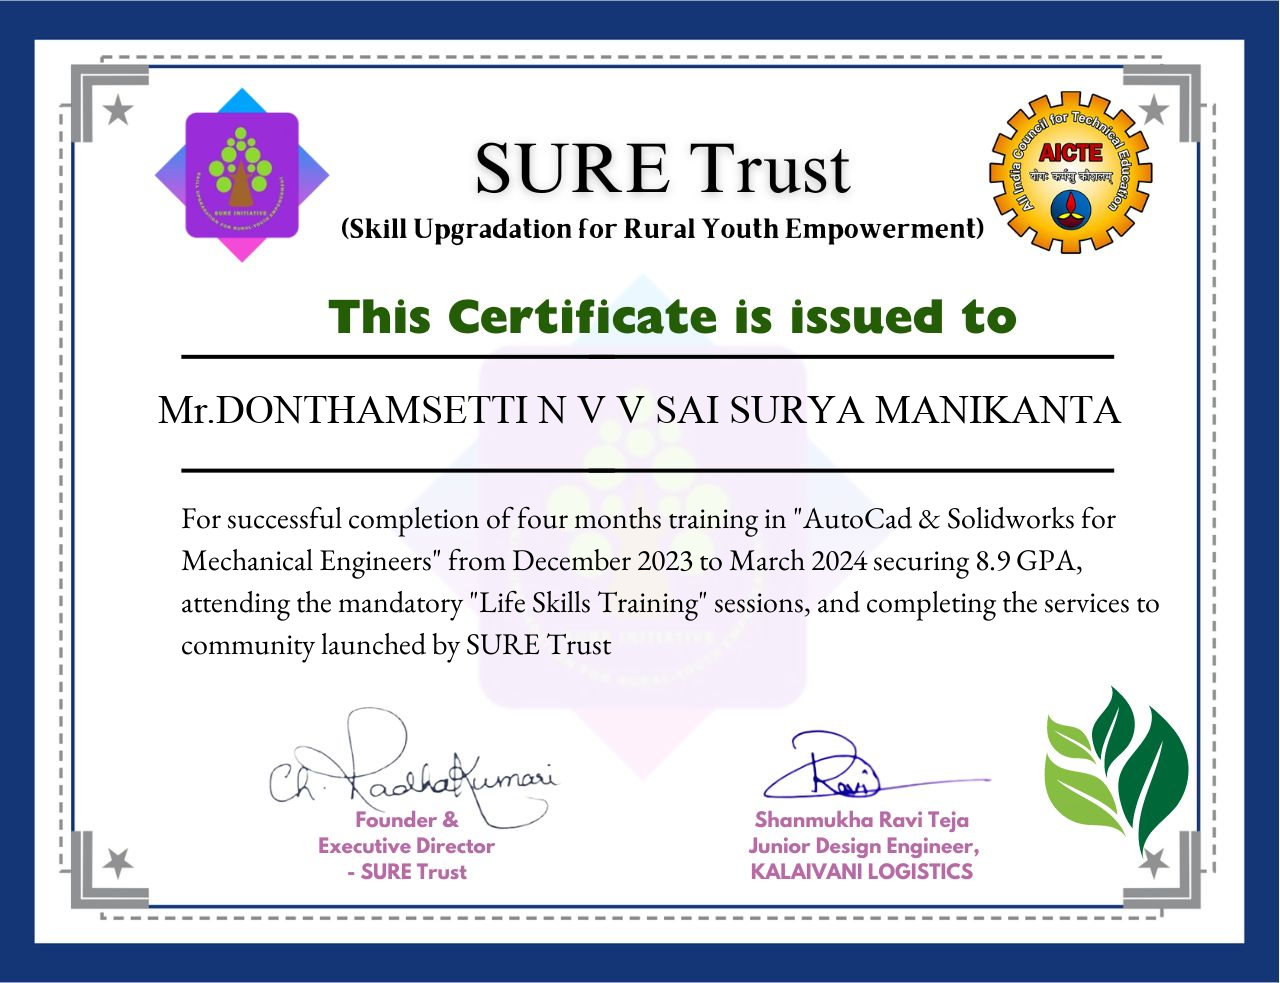 SURE Trust
(Skill Upgradation for Rural Youth Empowerment)
SKILL UPGRADATION FOR RURAL-YOUTH EMPOWERMENT
SURE INITIATIVE
All India Council for Technical Education
AICTE
योगः कर्मसु कौशलम्
This Certificate is issued to
Mr.DONTHAMSETTI N V V SAI SURYA MANIKANTA
For successful completion of four months training in "AutoCad & Solidworks for
Mechanical Engineers" from December 2023 to March 2024 securing 8.9 GPA,
attending the mandatory "Life Skills Training" sessions, and completing the services to
community launched by SURE Trust
Ch. RadhaKumari
Founder &
Executive Director
- SURE Trust
Ravi
Shanmukha Ravi Teja
Junior Design Engineer,
KALAIVANI LOGISTICS